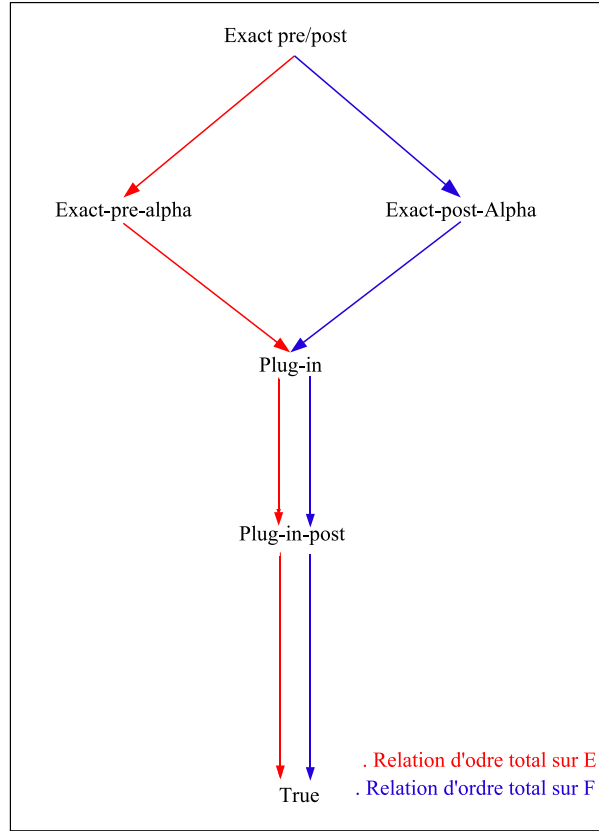 Exact pre/post
Exact-pre-alpha
Exact-post-Alpha
Plug-in
Plug-in-post
. Relation d'odre total sur E
. Relation d'ordre total sur F
True